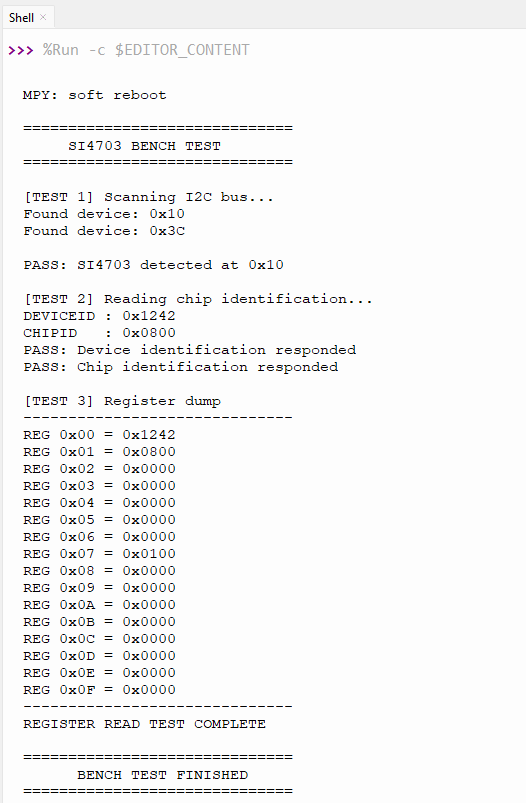 Shell ×
>>> %Run -c $EDITOR_CONTENT
MPY: soft reboot
==============================
SI4703 BENCH TEST
==============================
[TEST 1] Scanning I2C bus...
Found device: 0x10
Found device: 0x3C
PASS: SI4703 detected at 0x10
[TEST 2] Reading chip identification...
DEVICEID : 0x1242
CHIPID   : 0x0800
PASS: Device identification responded
PASS: Chip identification responded
[TEST 3] Register dump
------------------------------
REG 0x00 = 0x1242
REG 0x01 = 0x0800
REG 0x02 = 0x0000
REG 0x03 = 0x0000
REG 0x04 = 0x0000
REG 0x05 = 0x0000
REG 0x06 = 0x0000
REG 0x07 = 0x0100
REG 0x08 = 0x0000
REG 0x09 = 0x0000
REG 0x0A = 0x0000
REG 0x0B = 0x0000
REG 0x0C = 0x0000
REG 0x0D = 0x0000
REG 0x0E = 0x0000
REG 0x0F = 0x0000
------------------------------
REGISTER READ TEST COMPLETE
==============================
BENCH TEST FINISHED
==============================